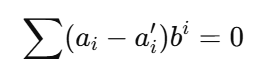 ∑(aᵢ − a′ᵢ)bⁱ = 0